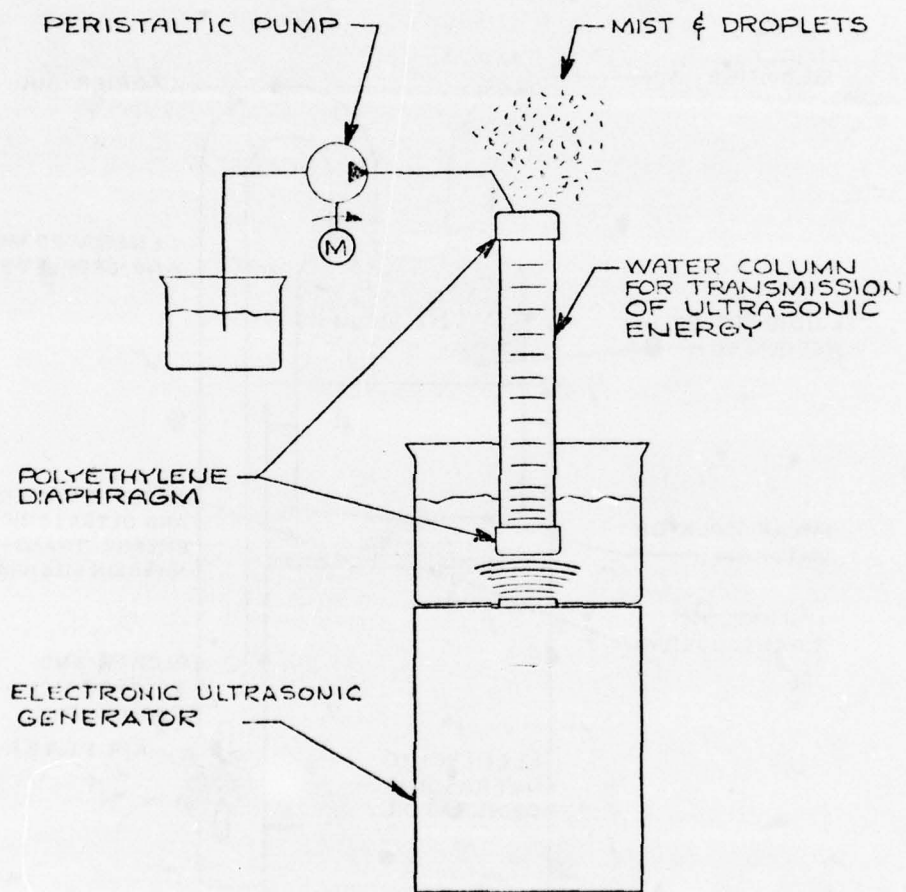 PERISTALTIC PUMP
MIST & DROPLETS
M
WATER COLUMN
FOR TRANSMISSION
OF ULTRASONIC
ENERGY
POLYETHYLENE
DIAPHRAGM
ELECTRONIC ULTRASONIC
GENERATOR